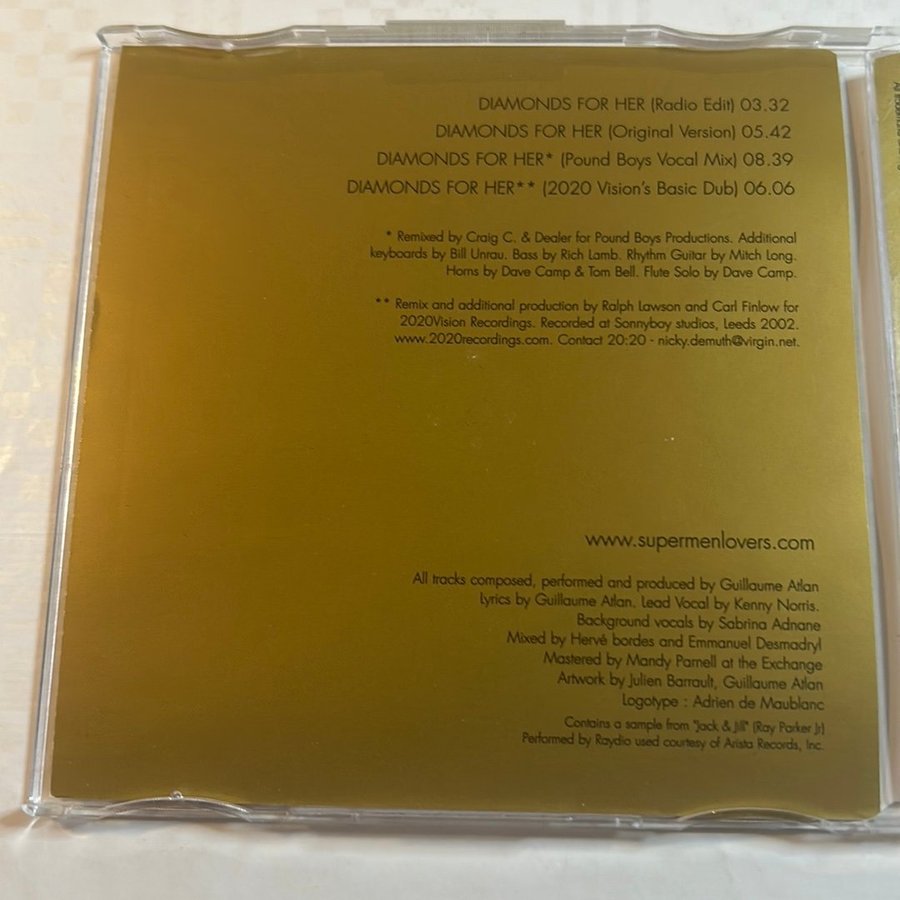 DIAMONDS FOR HER (Radio Edit) 03.32
DIAMONDS FOR HER (Original Version) 05.42
DIAMONDS FOR HER* (Pound Boys Vocal Mix) 08.39
DIAMONDS FOR HER** (2020 Vision's Basic Dub) 06.06
* Remixed by Craig C. & Dealer for Pound Boys Productions. Additional
keyboards by Bill Unrau. Bass by Rich Lamb. Rhythm Guitar by Mitch Long.
Horns by Dave Camp & Tom Bell. Flute Solo by Dave Camp.
** Remix and additional production by Ralph Lawson and Carl Finlow for
2020Vision Recordings. Recorded at Sonnyboy studios, Leeds 2002.
www.2020recordings.com. Contact 20:20 - nicky.demuth@virgin.net.
www.supermenlovers.com
All tracks composed, performed and produced by Guillaume Atlan
Lyrics by Guillaume Atlan. Lead Vocal by Kenny Norris.
Background vocals by Sabrina Adnane
Mixed by Hervé bordes and Emmanuel Desmadryl
Mastered by Mandy Parnell at the Exchange
Artwork by Julien Barrault, Guillaume Atlan
Logotype : Adrien de Maublanc
Contains a sample from "Jack & Jill" (Ray Parker Jr)
Performed by Raydio used courtesy of Arista Records, Inc.